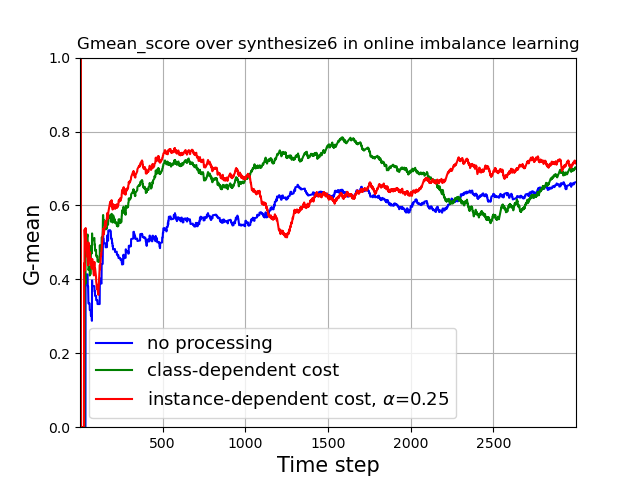 Gmean_score over synthesize6 in online imbalance learning
G-mean
1.0
0.8
0.6
0.4
0.2
0.0
no processing
class-dependent cost
instance-dependent cost, α=0.25
500 1000 1500 2000 2500
Time step